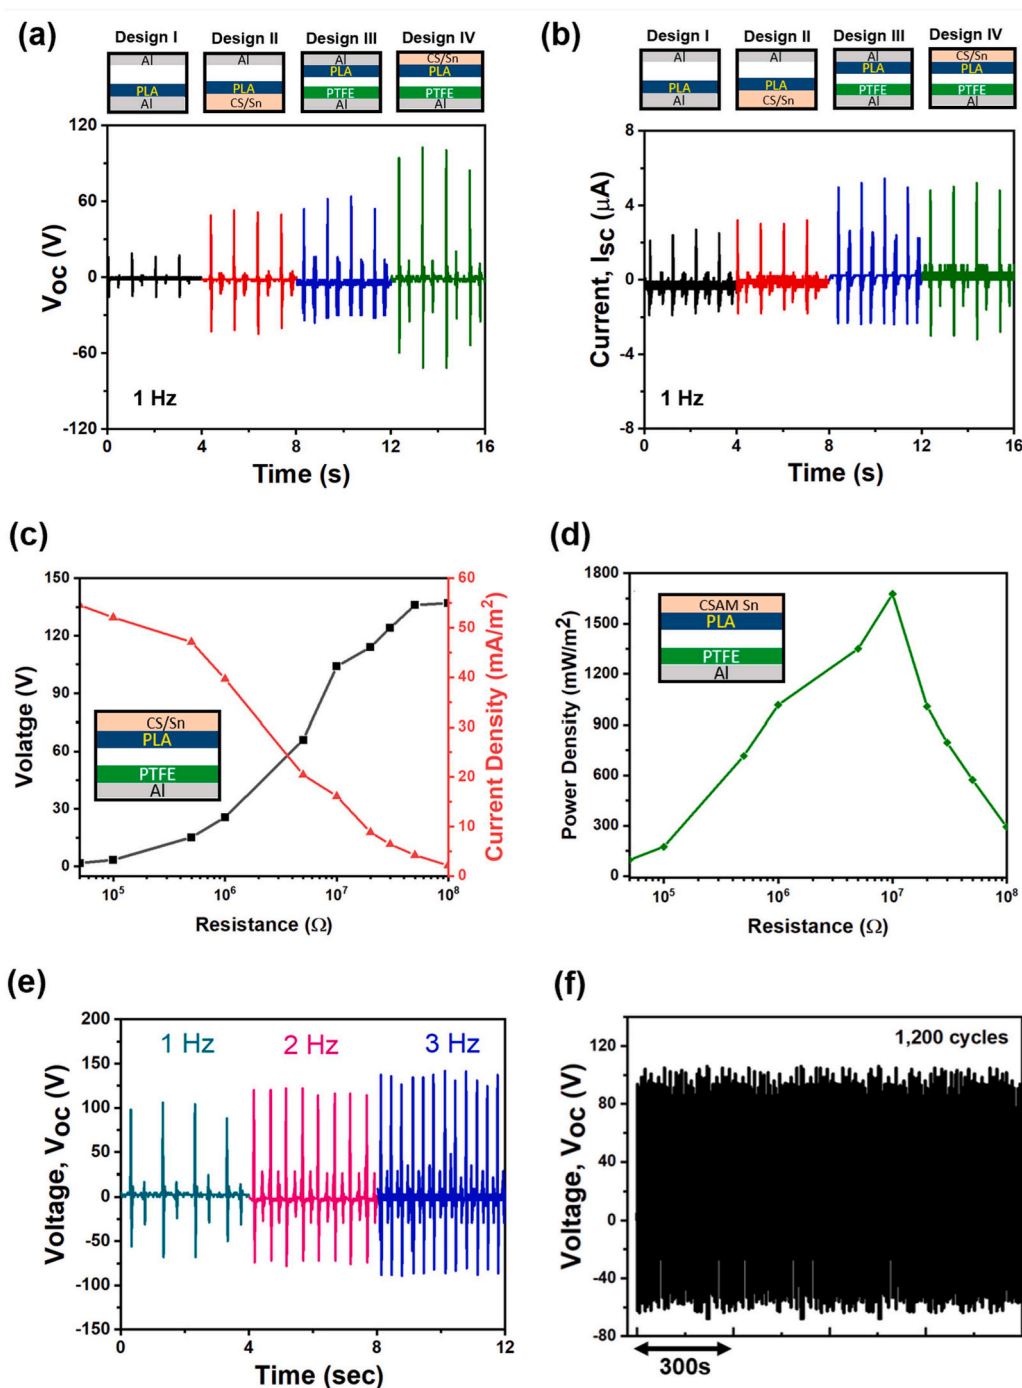 (a)
Design I Design II Design III Design IV
Al Al Al CS/Sn
PLA PLA
PLA PLA PTFE PTFE
Al CS/Sn Al Al
120
60
0
-60
-120
Voc (V)
1 Hz
0 4 8 12 16
Time (s)
(b)
Design I Design II Design III Design IV
Al Al Al CS/Sn
PLA PLA
PLA PLA PTFE PTFE
Al CS/Sn Al Al
8
4
0
-4
-8
Current, Isc (μA)
1 Hz
0 4 8 12 16
Time (s)
(c)
150
120
90
60
30
0
Volatge (V)
60
50
40
30
20
10
0
Current Density (mA/m²)
CS/Sn
PLA
PTFE
Al
10⁵ 10⁶ 10⁷ 10⁸
Resistance (Ω)
(d)
1800
1500
1200
900
600
300
0
Power Density (mW/m²)
CSAM Sn
PLA
PTFE
Al
10⁵ 10⁶ 10⁷ 10⁸
Resistance (Ω)
(e)
200
150
100
50
0
-50
-100
-150
Voltage, Voc (V)
1 Hz 2 Hz 3 Hz
0 4 8 12
Time (sec)
(f)
1,200 cycles
120
80
40
0
-40
-80
Voltage, Voc (V)
300s